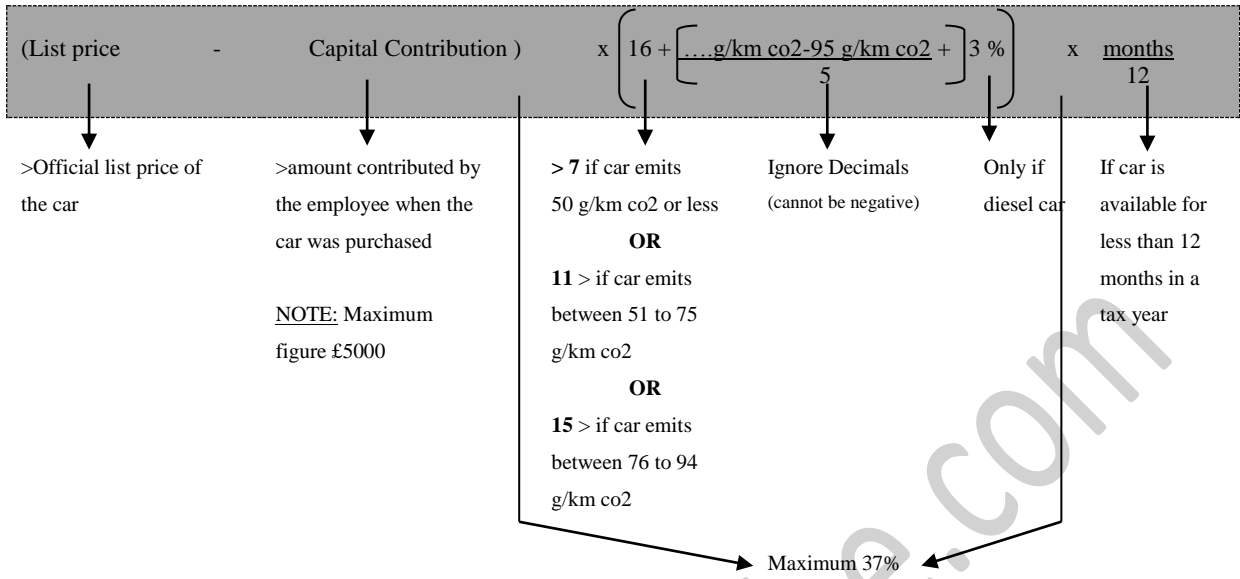 (List price - Capital Contribution ) x 16 + ….g/km co2-95 g/km co2 + 3 % x months
5 12
>Official list price of
the car
>amount contributed by
the employee when the
car was purchased
NOTE: Maximum
figure £5000
> 7 if car emits
50 g/km co2 or less
OR
11 > if car emits
between 51 to 75
g/km co2
OR
15 > if car emits
between 76 to 94
g/km co2
Ignore Decimals
(cannot be negative)
Only if
diesel car
If car is
available for
less than 12
months in a
tax year
Maximum 37%